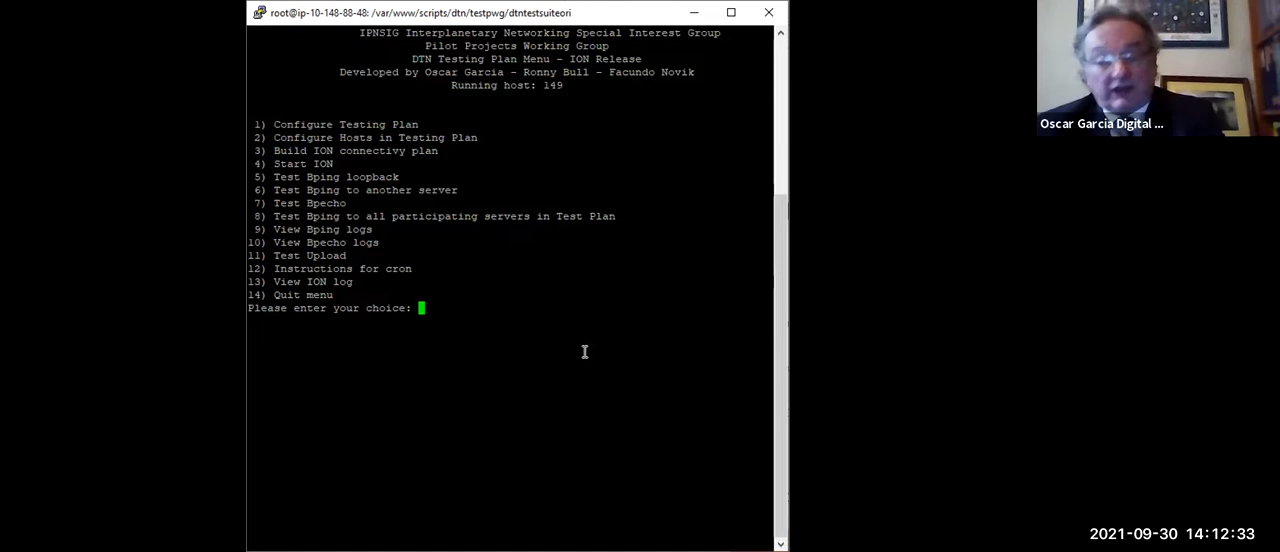 root@ip-10-148-88-48: /var/www/scripts/dtn/testpwg/dtntestsuiteori
IPNSIG Interplanetary Networking Special Interest Group
Pilot Projects Working Group
DTN Testing Plan Menu - ION Release
Developed by Oscar Garcia - Ronny Bull - Facundo Novik
Running host: 149
1) Configure Testing Plan
2) Configure Hosts in Testing Plan
3) Build ION connectivy plan
4) Start ION
5) Test Bping loopback
6) Test Bping to another server
7) Test Bpecho
8) Test Bping to all participating servers in Test Plan
9) View Bping logs
10) View Bpecho logs
11) Test Upload
12) Instructions for cron
13) View ION log
14) Quit menu
Please enter your choice:
Oscar Garcia Digital ...
2021-09-30 14:12:33